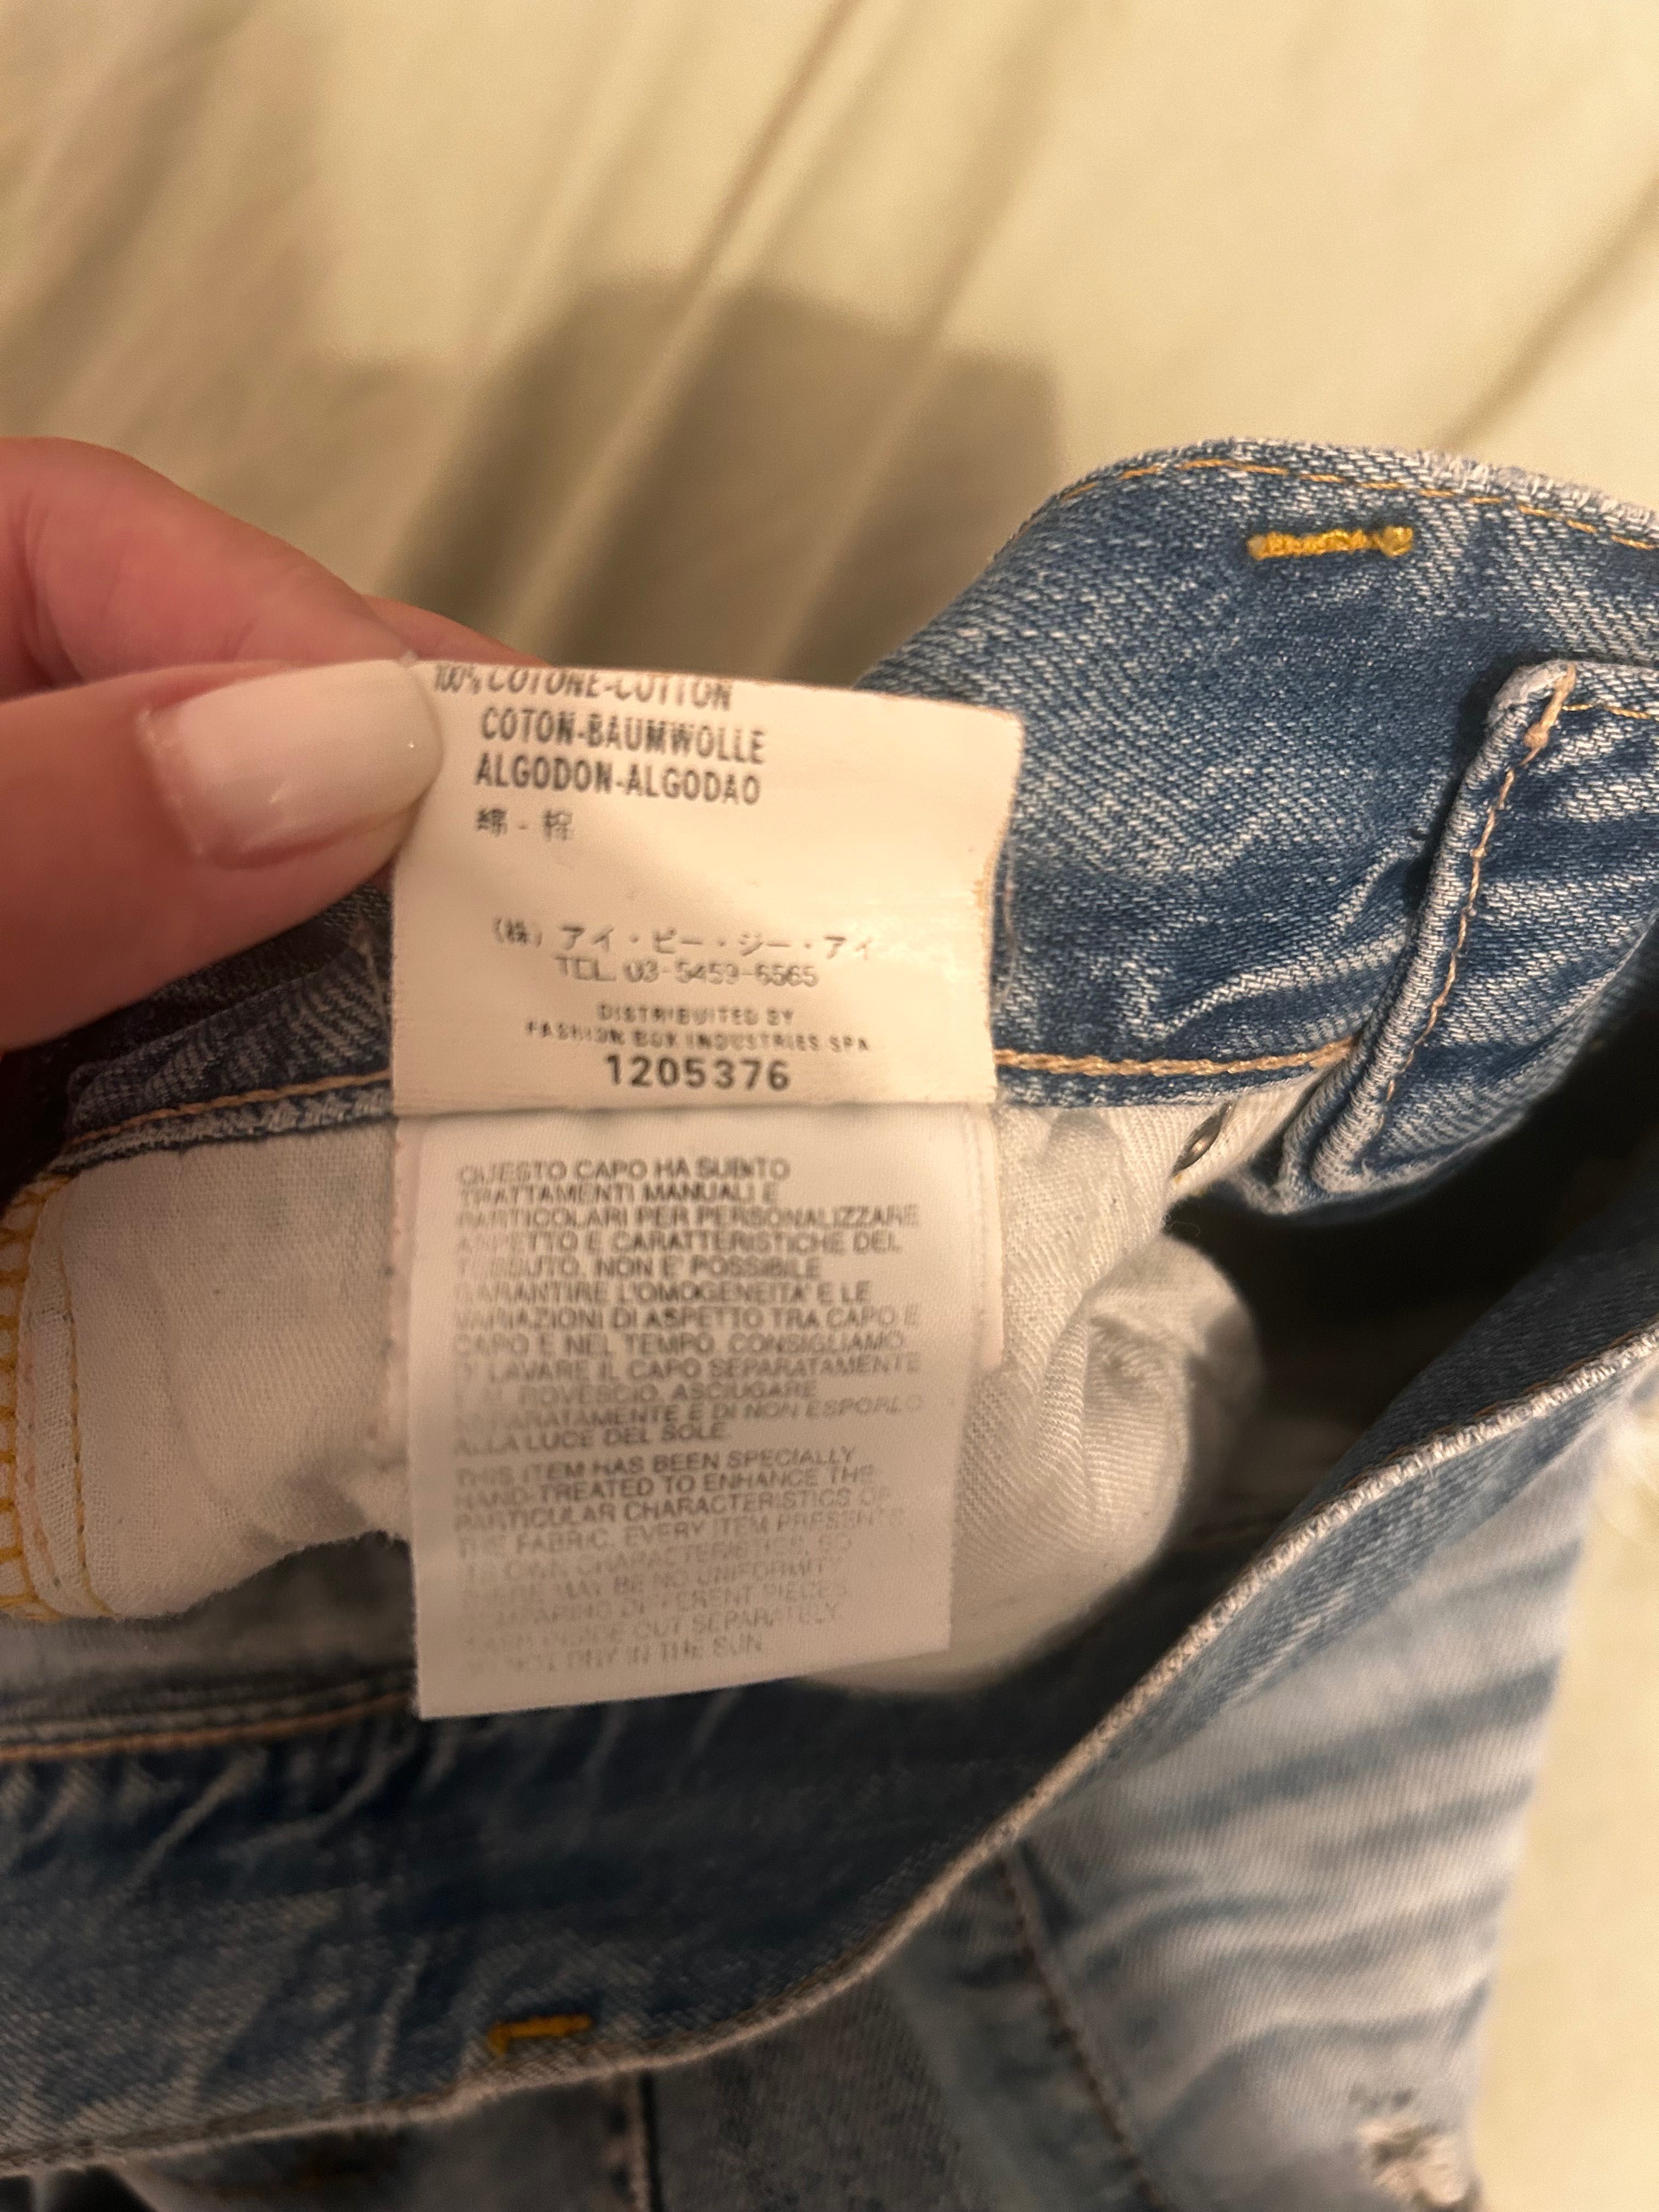 100% COTONE-COTTON
COTON-BAUMWOLLE
ALGODON-ALGODAO
綿 - 棉
(株) アイ・ピー・ジー・アイ
TEL. 03-5459-6565
DISTRIBUITED BY
FASHION BOX INDUSTRIES SPA
1205376
QUESTO CAPO HA SUBITO
TRATTAMENTI MANUALI E
PARTICOLARI PER PERSONALIZZARE
ASPETTO E CARATTERISTICHE DEL
TESSUTO. NON E' POSSIBILE
GARANTIRE L'OMOGENEITA' E LE
VARIAZIONI DI ASPETTO TRA CAPO E
CAPO E NEL TEMPO. CONSIGLIAMO
DI LAVARE IL CAPO SEPARATAMENTE
ROVESCIO, ASCIUGARE
SEPARATAMENTE E DI NON ESPORLO
ALLA LUCE DEL SOLE.
THIS ITEM HAS BEEN SPECIALLY
HAND-TREATED TO ENHANCE THE
PARTICULAR CHARACTERISTICS OF
THE FABRIC. EVERY ITEM PRESENTS
OWN CHARACTERISTICS, SO
THERE MAY BE NO UNIFORMITY
COMPARING DIFFERENT PIECES.
WASH INSIDE OUT SEPARATELY.
DO NOT DRY IN THE SUN.